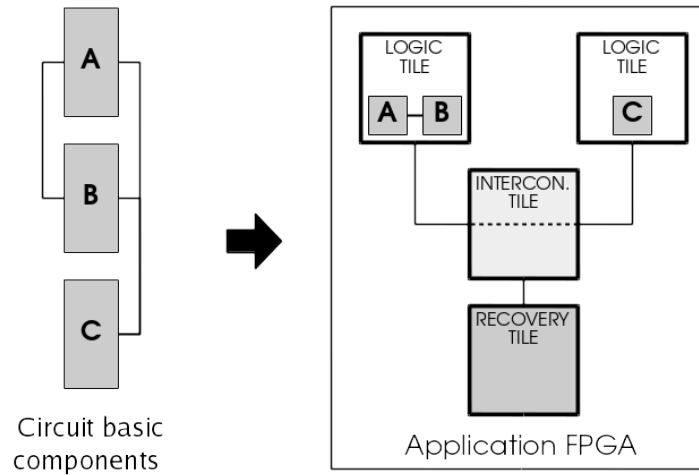 A
B
C
Circuit basic
components
LOGIC
TILE
A
B
LOGIC
TILE
C
INTERCON.
TILE
RECOVERY
TILE
Application FPGA